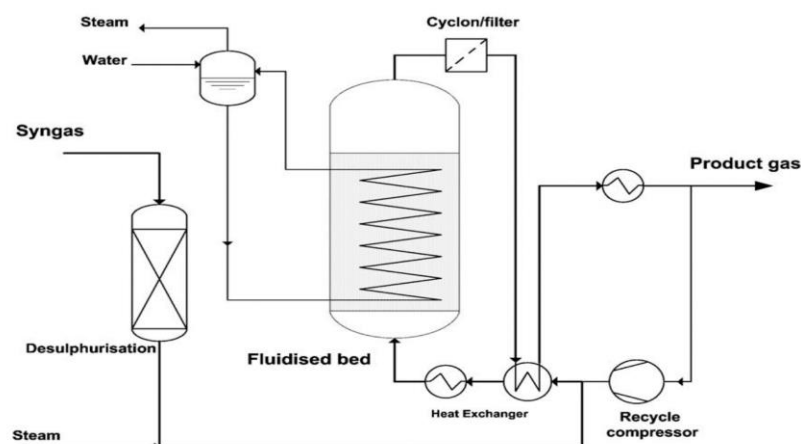 Steam
Cyclon/filter
Water
Syngas
Product gas
Desulphurisation
Fluidised bed
Heat Exchanger
Recycle
compressor
Steam